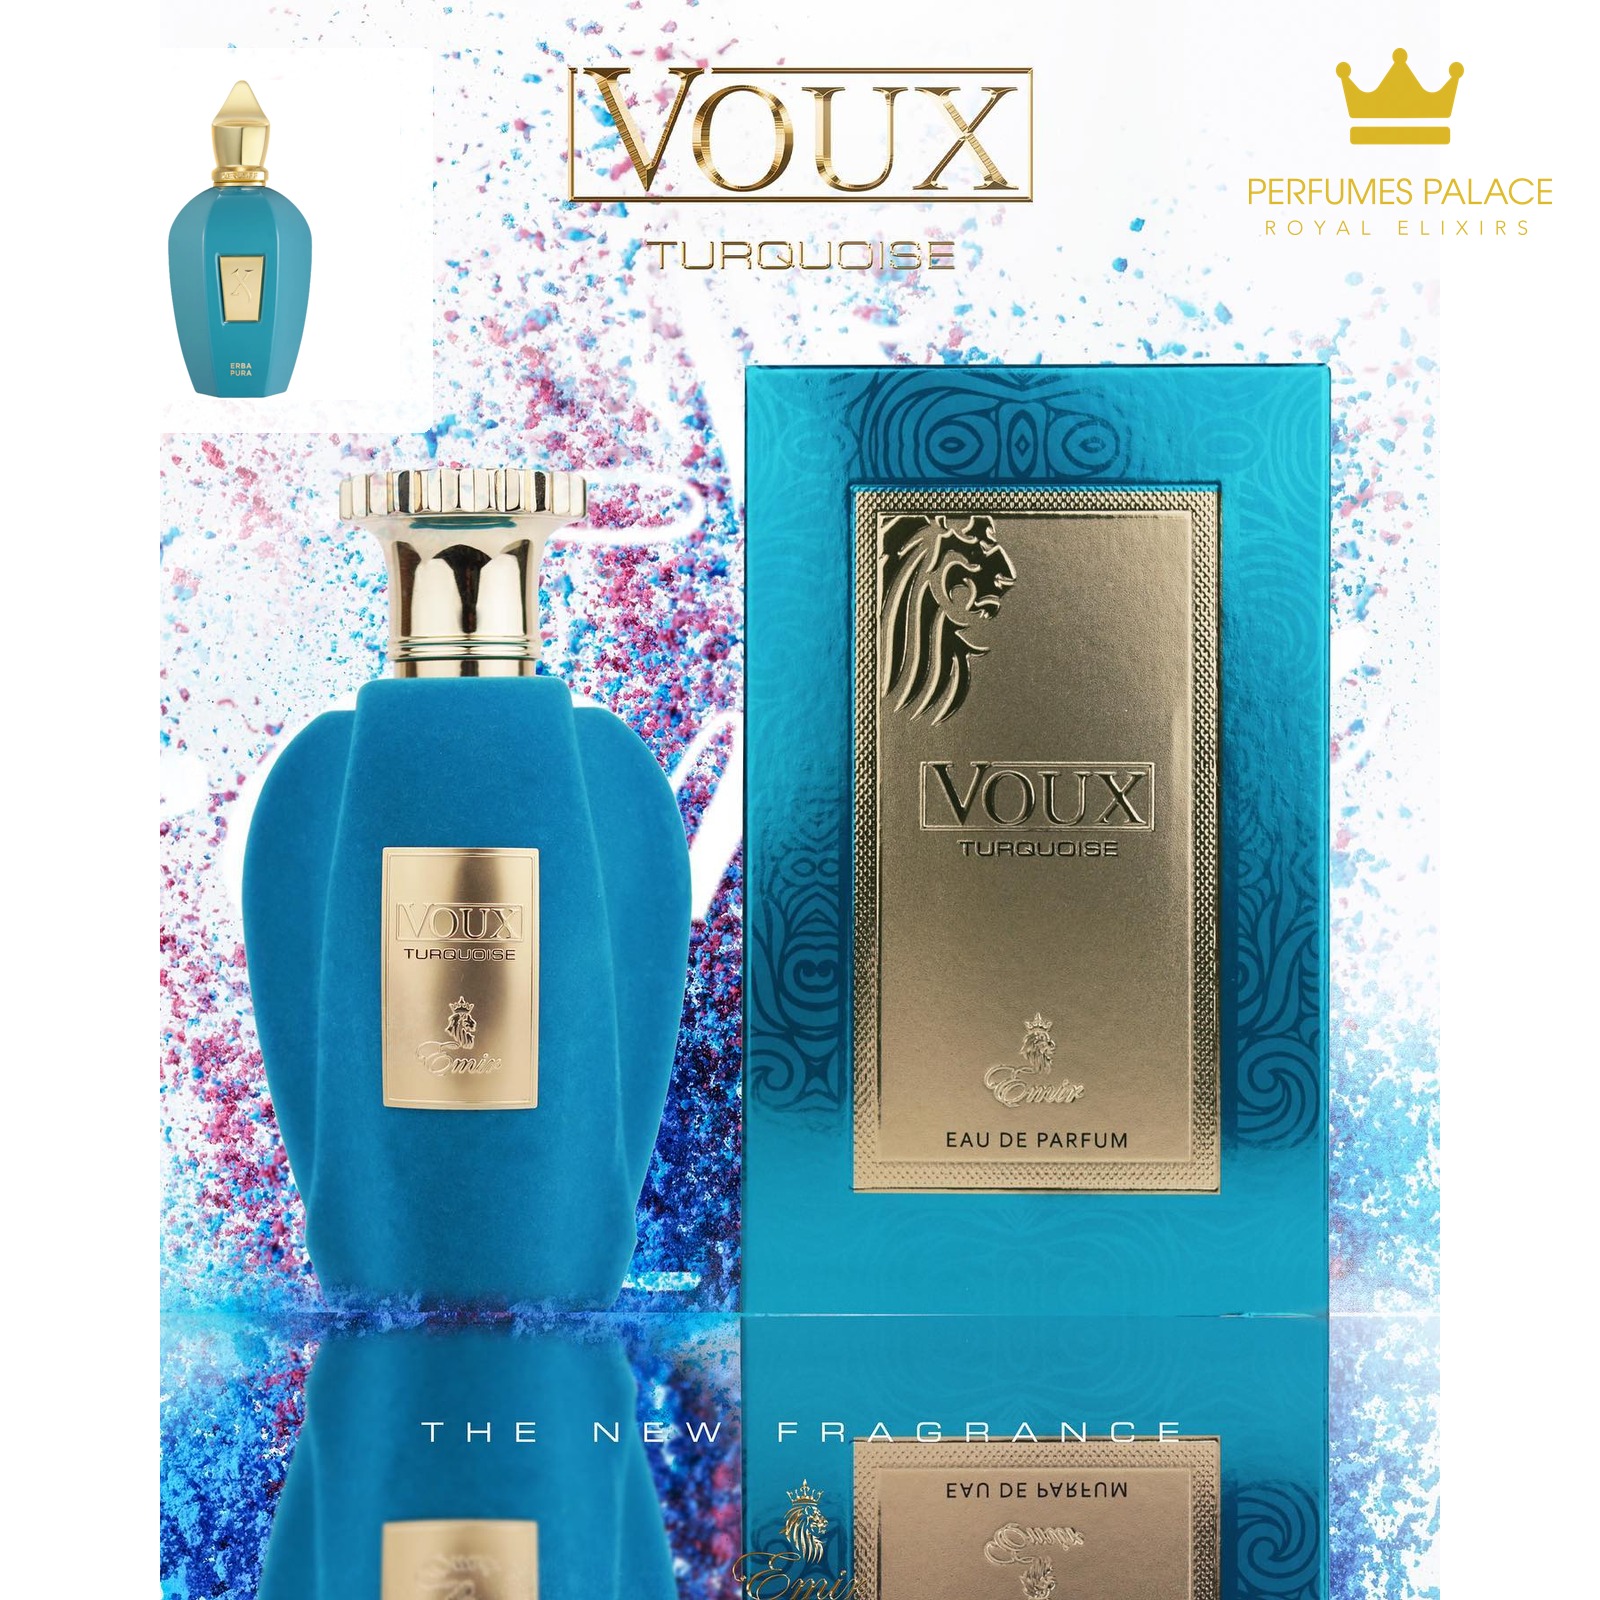 VOUX
TURQUOISE
PERFUMES PALACE
ROYAL ELIXIRS
ERBA
PURA
VOUX
TURQUOISE
Emir
EAU DE PARFUM
VOUX
TURQUOISE
Emir
THE NEW FRAGRANCE
EAU DE PARFUM
Emir